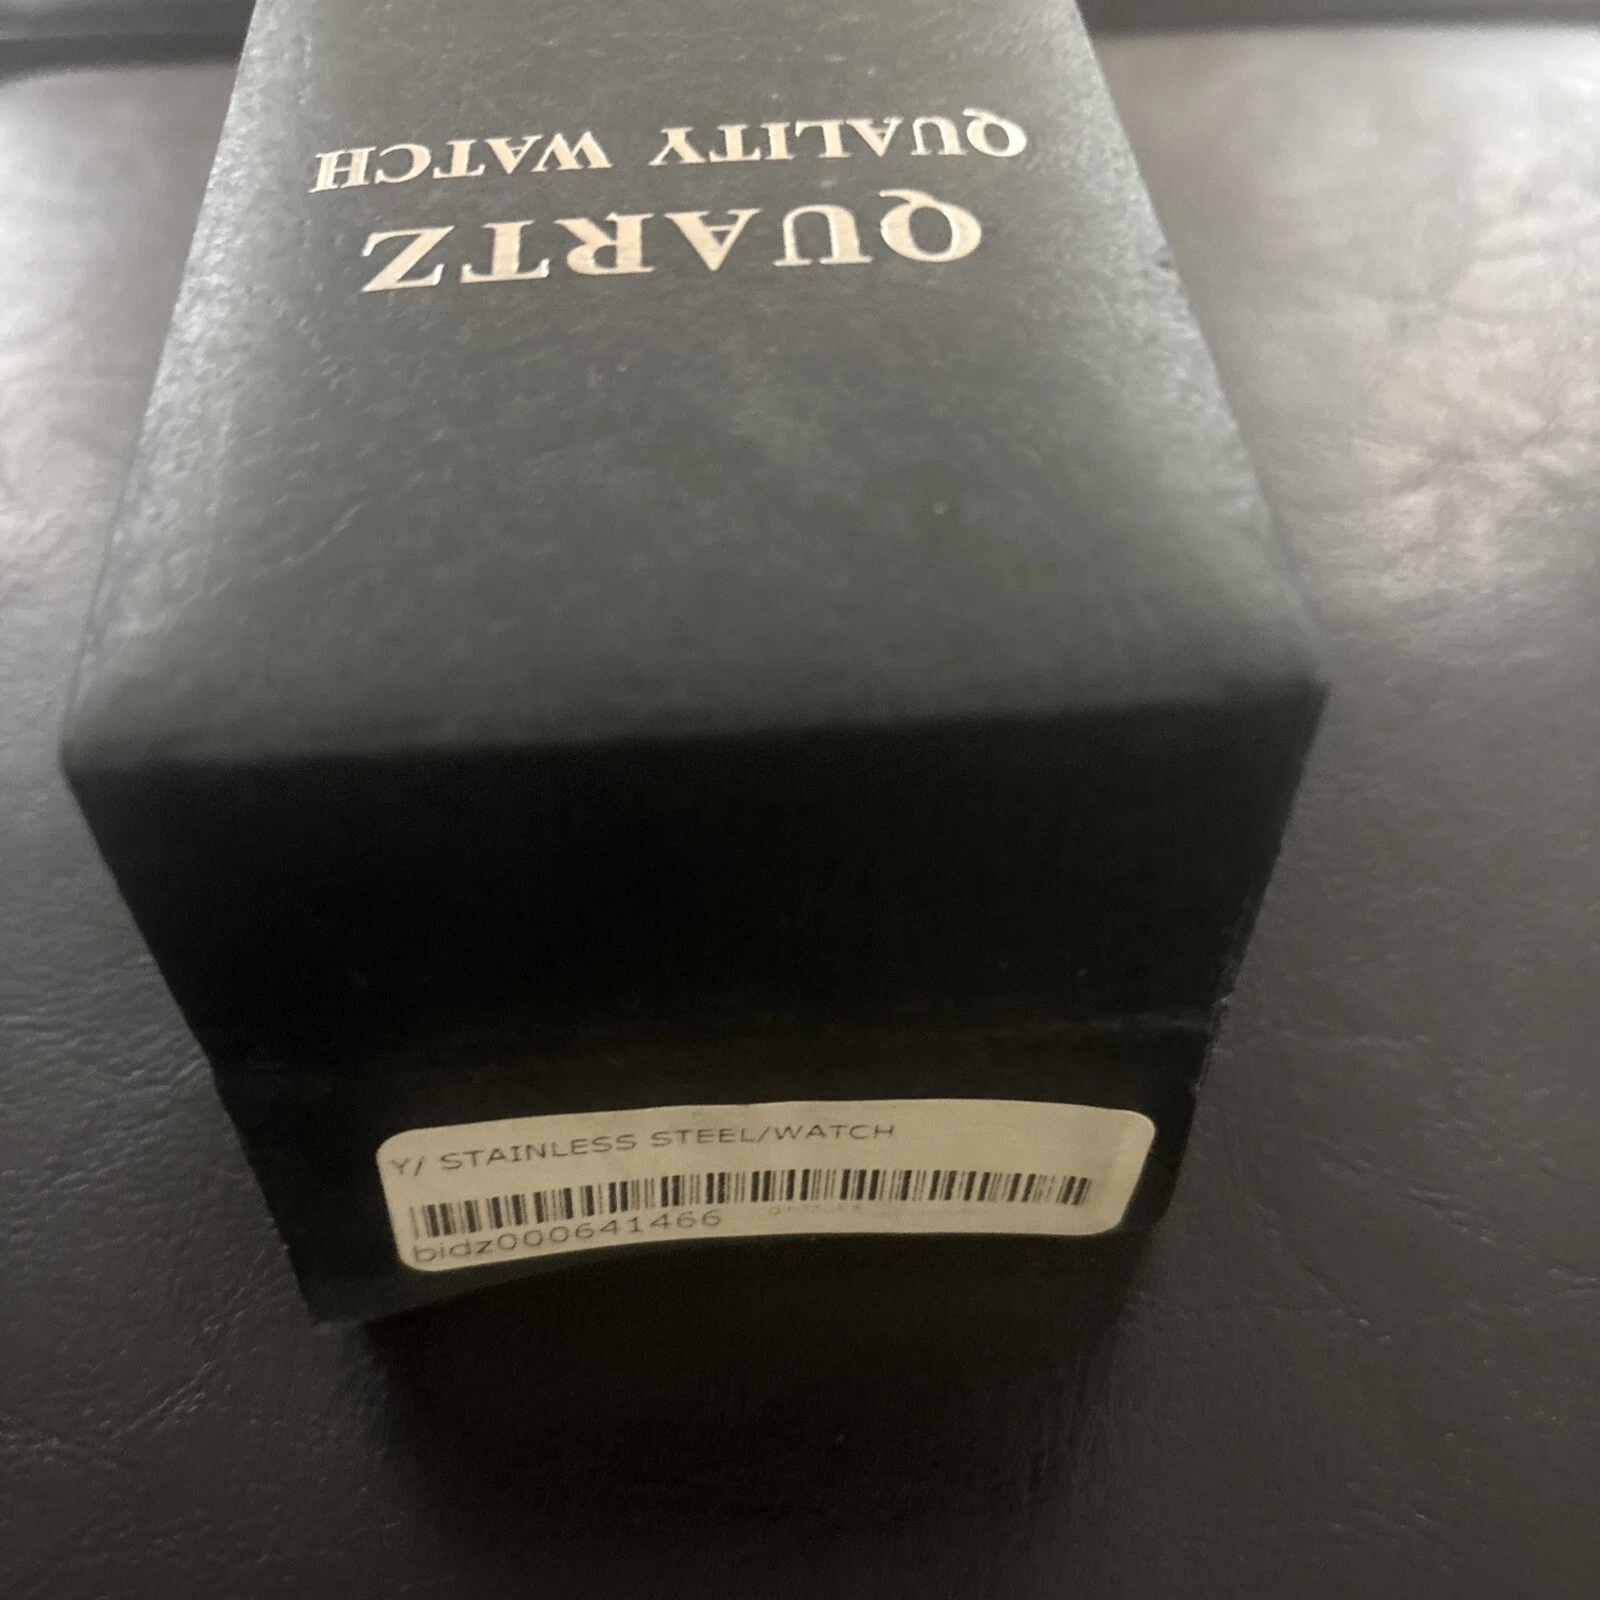 QUARTZ
QUALITY WATCH
Y/ STAINLESS STEEL/WATCH
bidz000641466